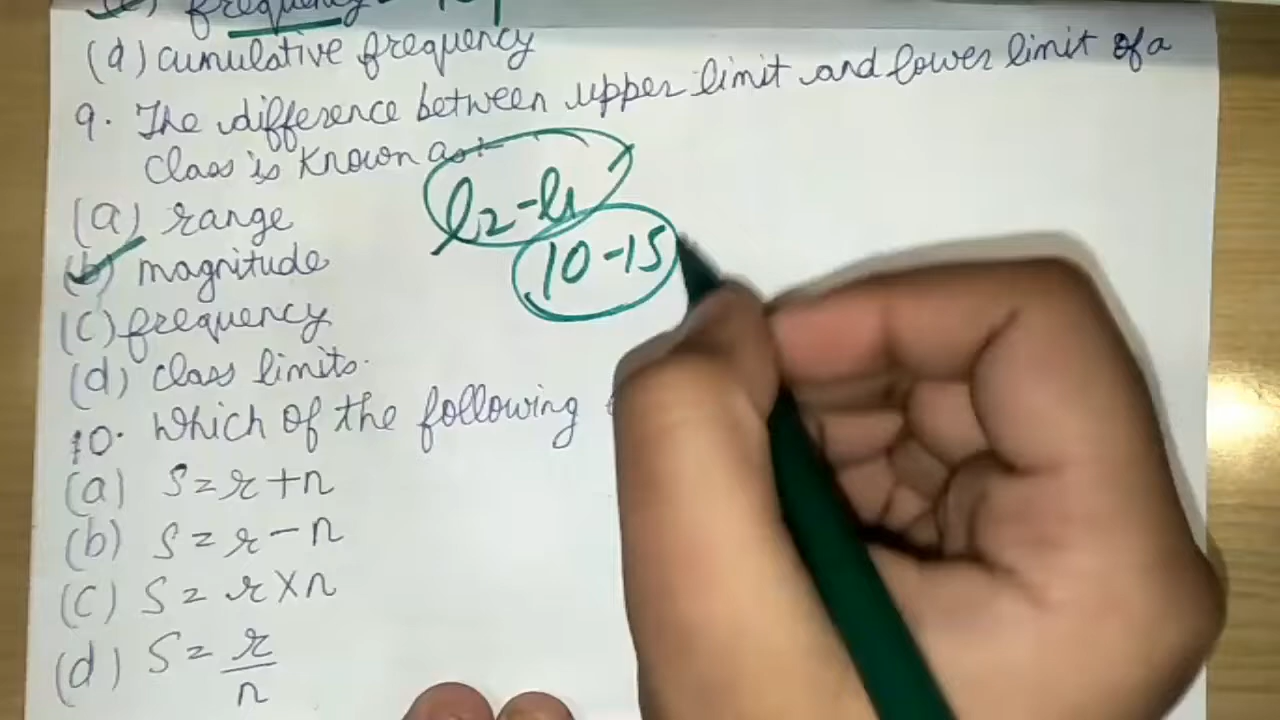 frequency
(d) cumulative frequency
9. The difference between upper limit and lower limit of a
class is known as:-
l2-l1
(a) range
10-15
(b) magnitude
(c) frequency
(d) class limits.
10. Which of the following
(a) S = r + n
(b) S = r - n
(c) S = r × n
(d) S = r/n